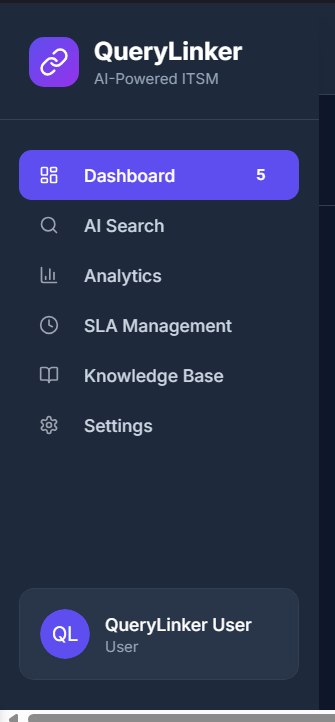 QueryLinker
AI-Powered ITSM
Dashboard 5
AI Search
Analytics
SLA Management
Knowledge Base
Settings
QL
QueryLinker User
User